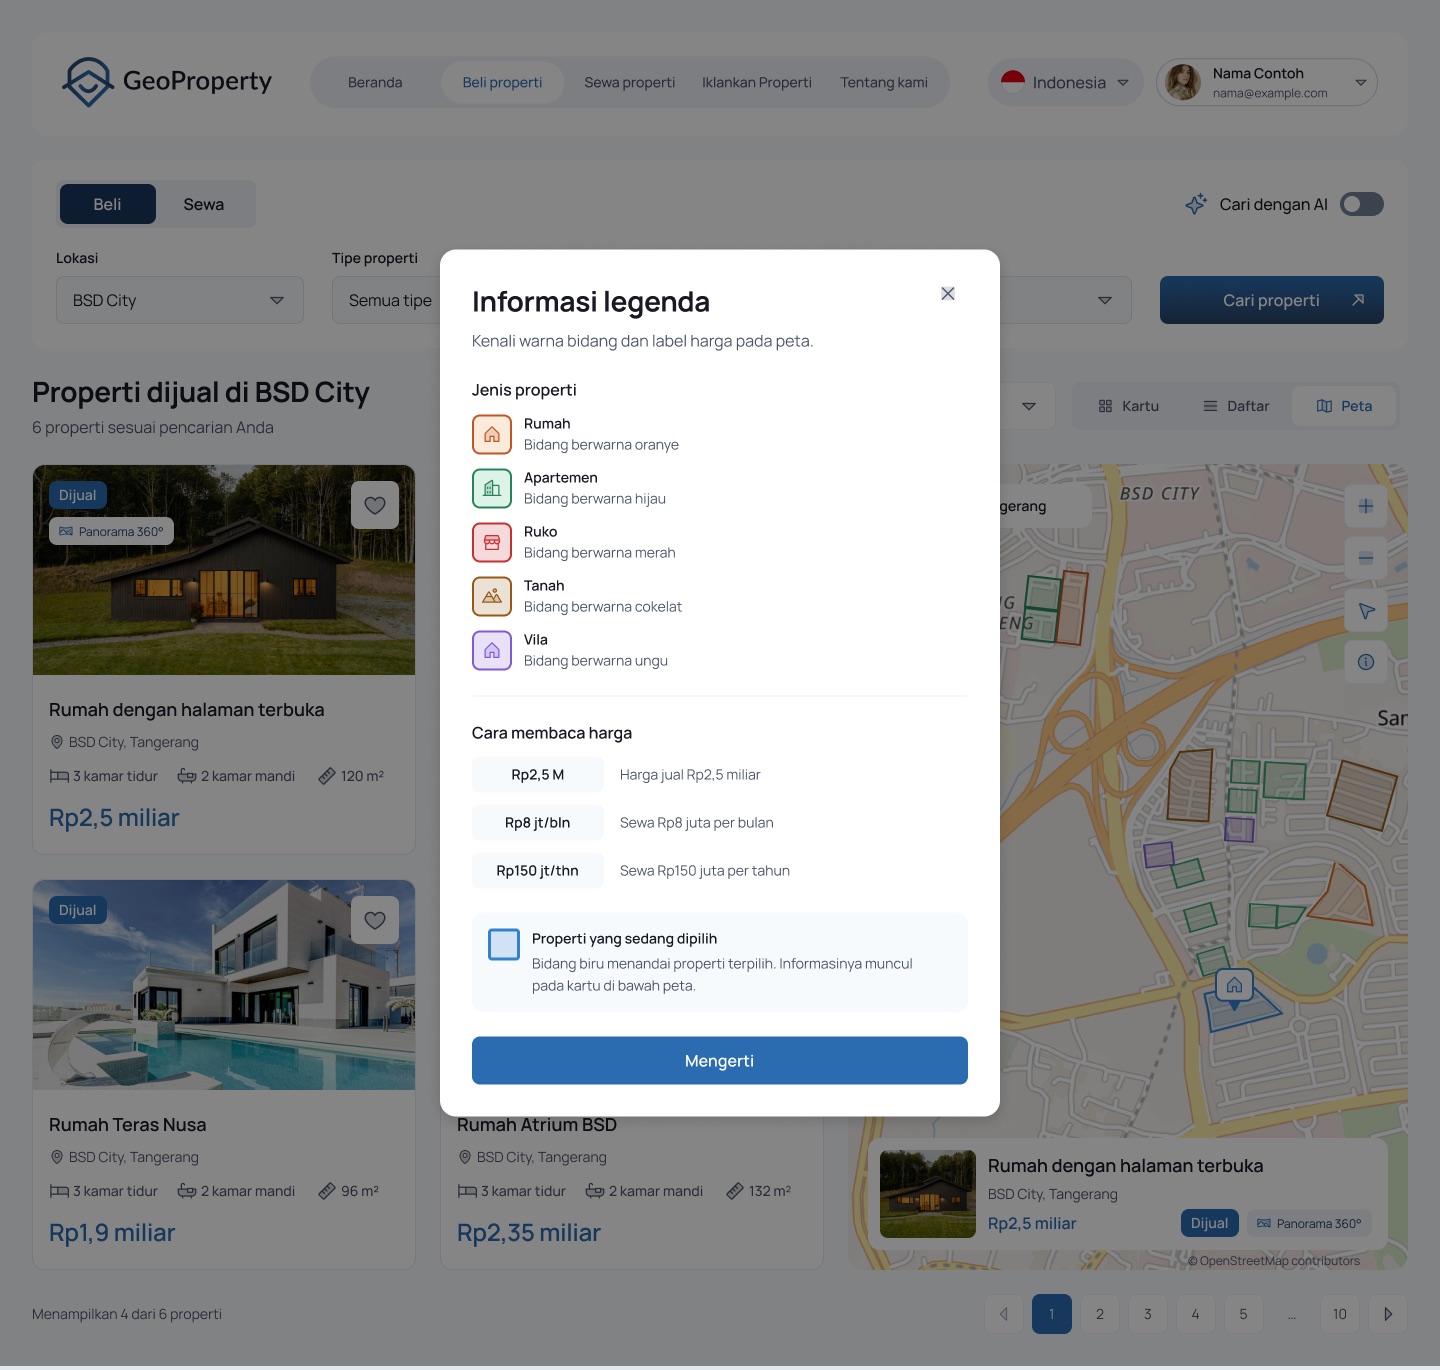 GeoProperty
Beranda
Beli properti
Sewa properti
Iklankan Properti
Tentang kami
Indonesia
Nama Contoh
nama@example.com
Beli
Sewa
Cari dengan AI
Lokasi
Tipe properti
BSD City
Semua tipe
Cari properti
Properti dijual di BSD City
6 properti sesuai pencarian Anda
Kartu
Daftar
Peta
Informasi legenda
Kenali warna bidang dan label harga pada peta.
Jenis properti
Rumah
Bidang berwarna oranye
Apartemen
Bidang berwarna hijau
Ruko
Bidang berwarna merah
Tanah
Bidang berwarna cokelat
Vila
Bidang berwarna ungu
Cara membaca harga
Rp2,5 M
Harga jual Rp2,5 miliar
Rp8 jt/bln
Sewa Rp8 juta per bulan
Rp150 jt/thn
Sewa Rp150 juta per tahun
Properti yang sedang dipilih
Bidang biru menandai properti terpilih. Informasinya muncul
pada kartu di bawah peta.
Mengerti
Dijual
Panorama 360°
Rumah dengan halaman terbuka
BSD City, Tangerang
3 kamar tidur
2 kamar mandi
120 m²
Rp2,5 miliar
Dijual
Rumah Teras Nusa
BSD City, Tangerang
3 kamar tidur
2 kamar mandi
96 m²
Rp1,9 miliar
Rumah Atrium BSD
BSD City, Tangerang
3 kamar tidur
2 kamar mandi
132 m²
Rp2,35 miliar
gerang
BSD CITY
NG
ENG
San
Rumah dengan halaman terbuka
BSD City, Tangerang
Rp2,5 miliar
Dijual
Panorama 360°
© OpenStreetMap contributors
Menampilkan 4 dari 6 properti
1
2
3
4
5
...
10